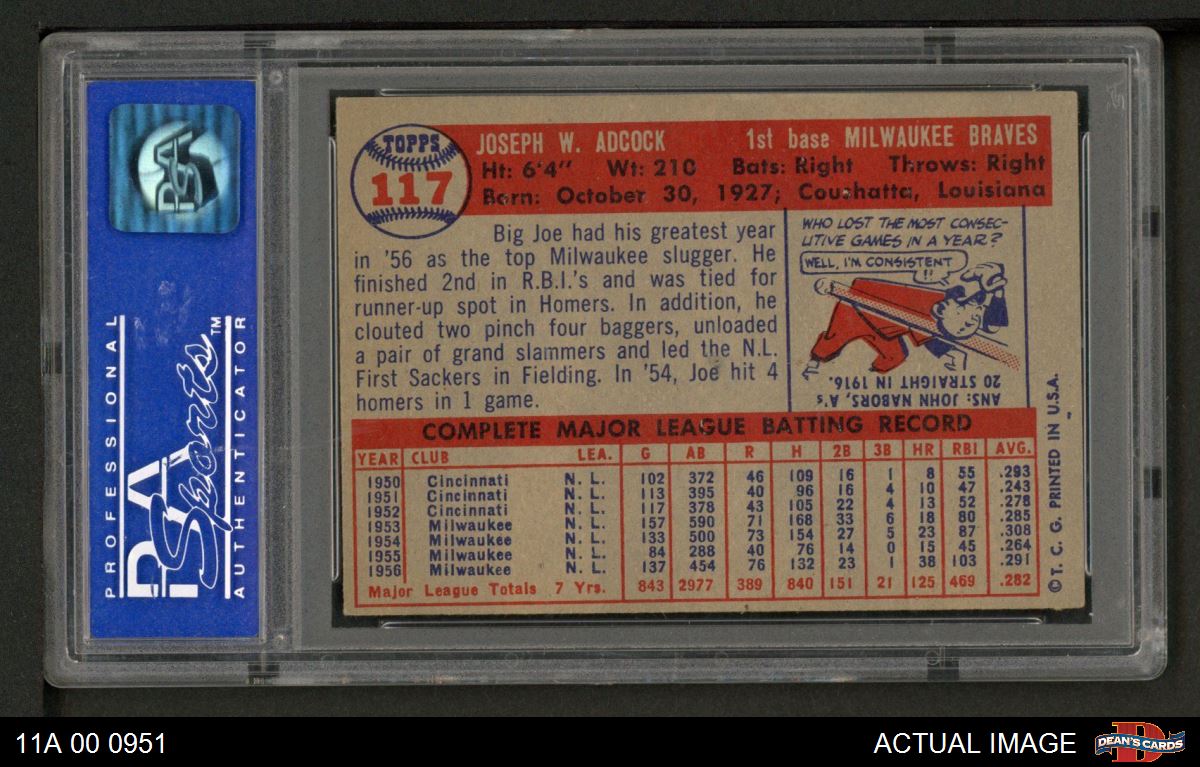 PSA
PROFESSIONAL
PSA
Sports™
AUTHENTICATOR
TOPPS
117
JOSEPH W. ADCOCK 1st base MILWAUKEE BRAVES
Ht: 6'4" Wt: 210 Bats: Right Throws: Right
Born: October 30, 1927; Coushatta, Louisiana
Big Joe had his greatest year
in '56 as the top Milwaukee slugger. He
finished 2nd in R.B.I.'s and was tied for
runner-up spot in Homers. In addition, he
clouted two pinch four baggers, unloaded
a pair of grand slammers and led the N.L.
First Sackers in Fielding. In '54, Joe hit 4
homers in 1 game.
WHO LOST THE MOST CONSEC-
UTIVE GAMES IN A YEAR?
WELL, I'M CONSISTENT
!!
ANS: JOHN NABORS, A's
20 STRAIGHT IN 1916.
COMPLETE MAJOR LEAGUE BATTING RECORD
YEAR CLUB LEA. G AB R H 2B 3B HR RBI AVG.
1950 Cincinnati N. L. 102 372 46 109 16 1 8 55 .293
1951 Cincinnati N. L. 113 395 40 96 16 4 10 47 .243
1952 Cincinnati N. L. 117 378 43 105 22 4 13 52 .278
1953 Milwaukee N. L. 157 590 71 168 33 6 18 80 .285
1954 Milwaukee N. L. 133 500 73 154 27 5 23 87 .308
1955 Milwaukee N. L. 84 288 40 76 14 0 15 45 .264
1956 Milwaukee N. L. 137 454 76 132 23 1 38 103 .291
Major League Totals 7 Yrs. 843 2977 389 840 151 21 125 469 .282
©T. C. G. PRINTED IN U.S.A.
11A 00 0951
ACTUAL IMAGE
D
DEAN'S CARDS